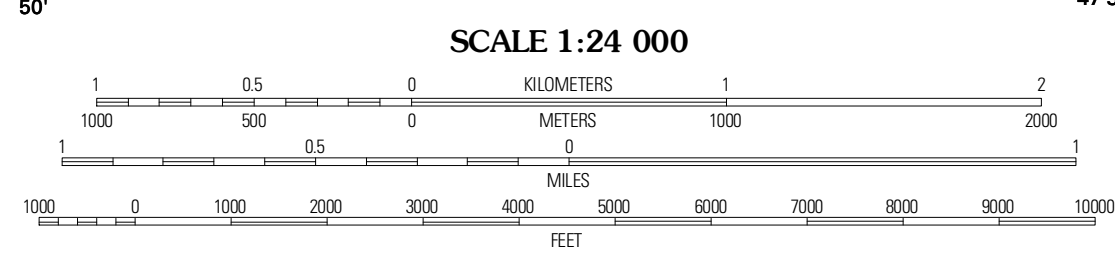 50'
SCALE 1:24 000
1 0.5 0 KILOMETERS 1 2
1000 500 0 METERS 1000 2000
1 0.5 0 1
MILES
1000 0 1000 2000 3000 4000 5000 6000 7000 8000 9000 10000
FEET